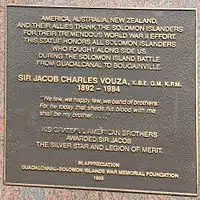 AMERICA, AUSTRALIA, NEW ZEALAND,
AND THEIR ALLIES THANK THE SOLOMON ISLANDERS
FOR THEIR TREMENDOUS WORLD WAR II EFFORT.
THIS STATUE HONORS ALL SOLOMON ISLANDERS
WHO FOUGHT ALONG SIDE US
DURING THE SOLOMON ISLAND BATTLE
FROM GUADALCANAL TO BOUGAINVILLE.
SIR JACOB CHARLES VOUZA, K.B.E. G.M. K.P.M.
1892 – 1984
"We few, we happy few, we band of brothers:
For he today that sheds his blood with me
shall be my brother . . . ."
HIS GRATEFUL AMERICAN BROTHERS
AWARDED SIR JACOB
THE SILVER STAR AND LEGION OF MERIT.
IN APPRECIATION
GUADALCANAL-SOLOMON ISLANDS WAR MEMORIAL FOUNDATION
1989